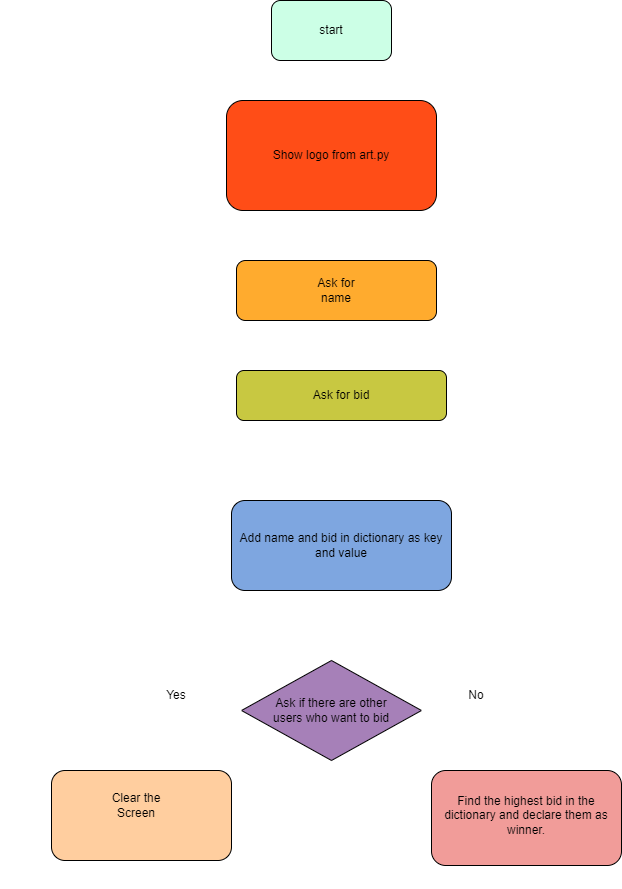 start
Show logo from art.py
Ask for
name
Ask for bid
Add name and bid in dictionary as key
and value
Yes
No
Ask if there are other
users who want to bid
Clear the
Screen
Find the highest bid in the
dictionary and declare them as
winner.